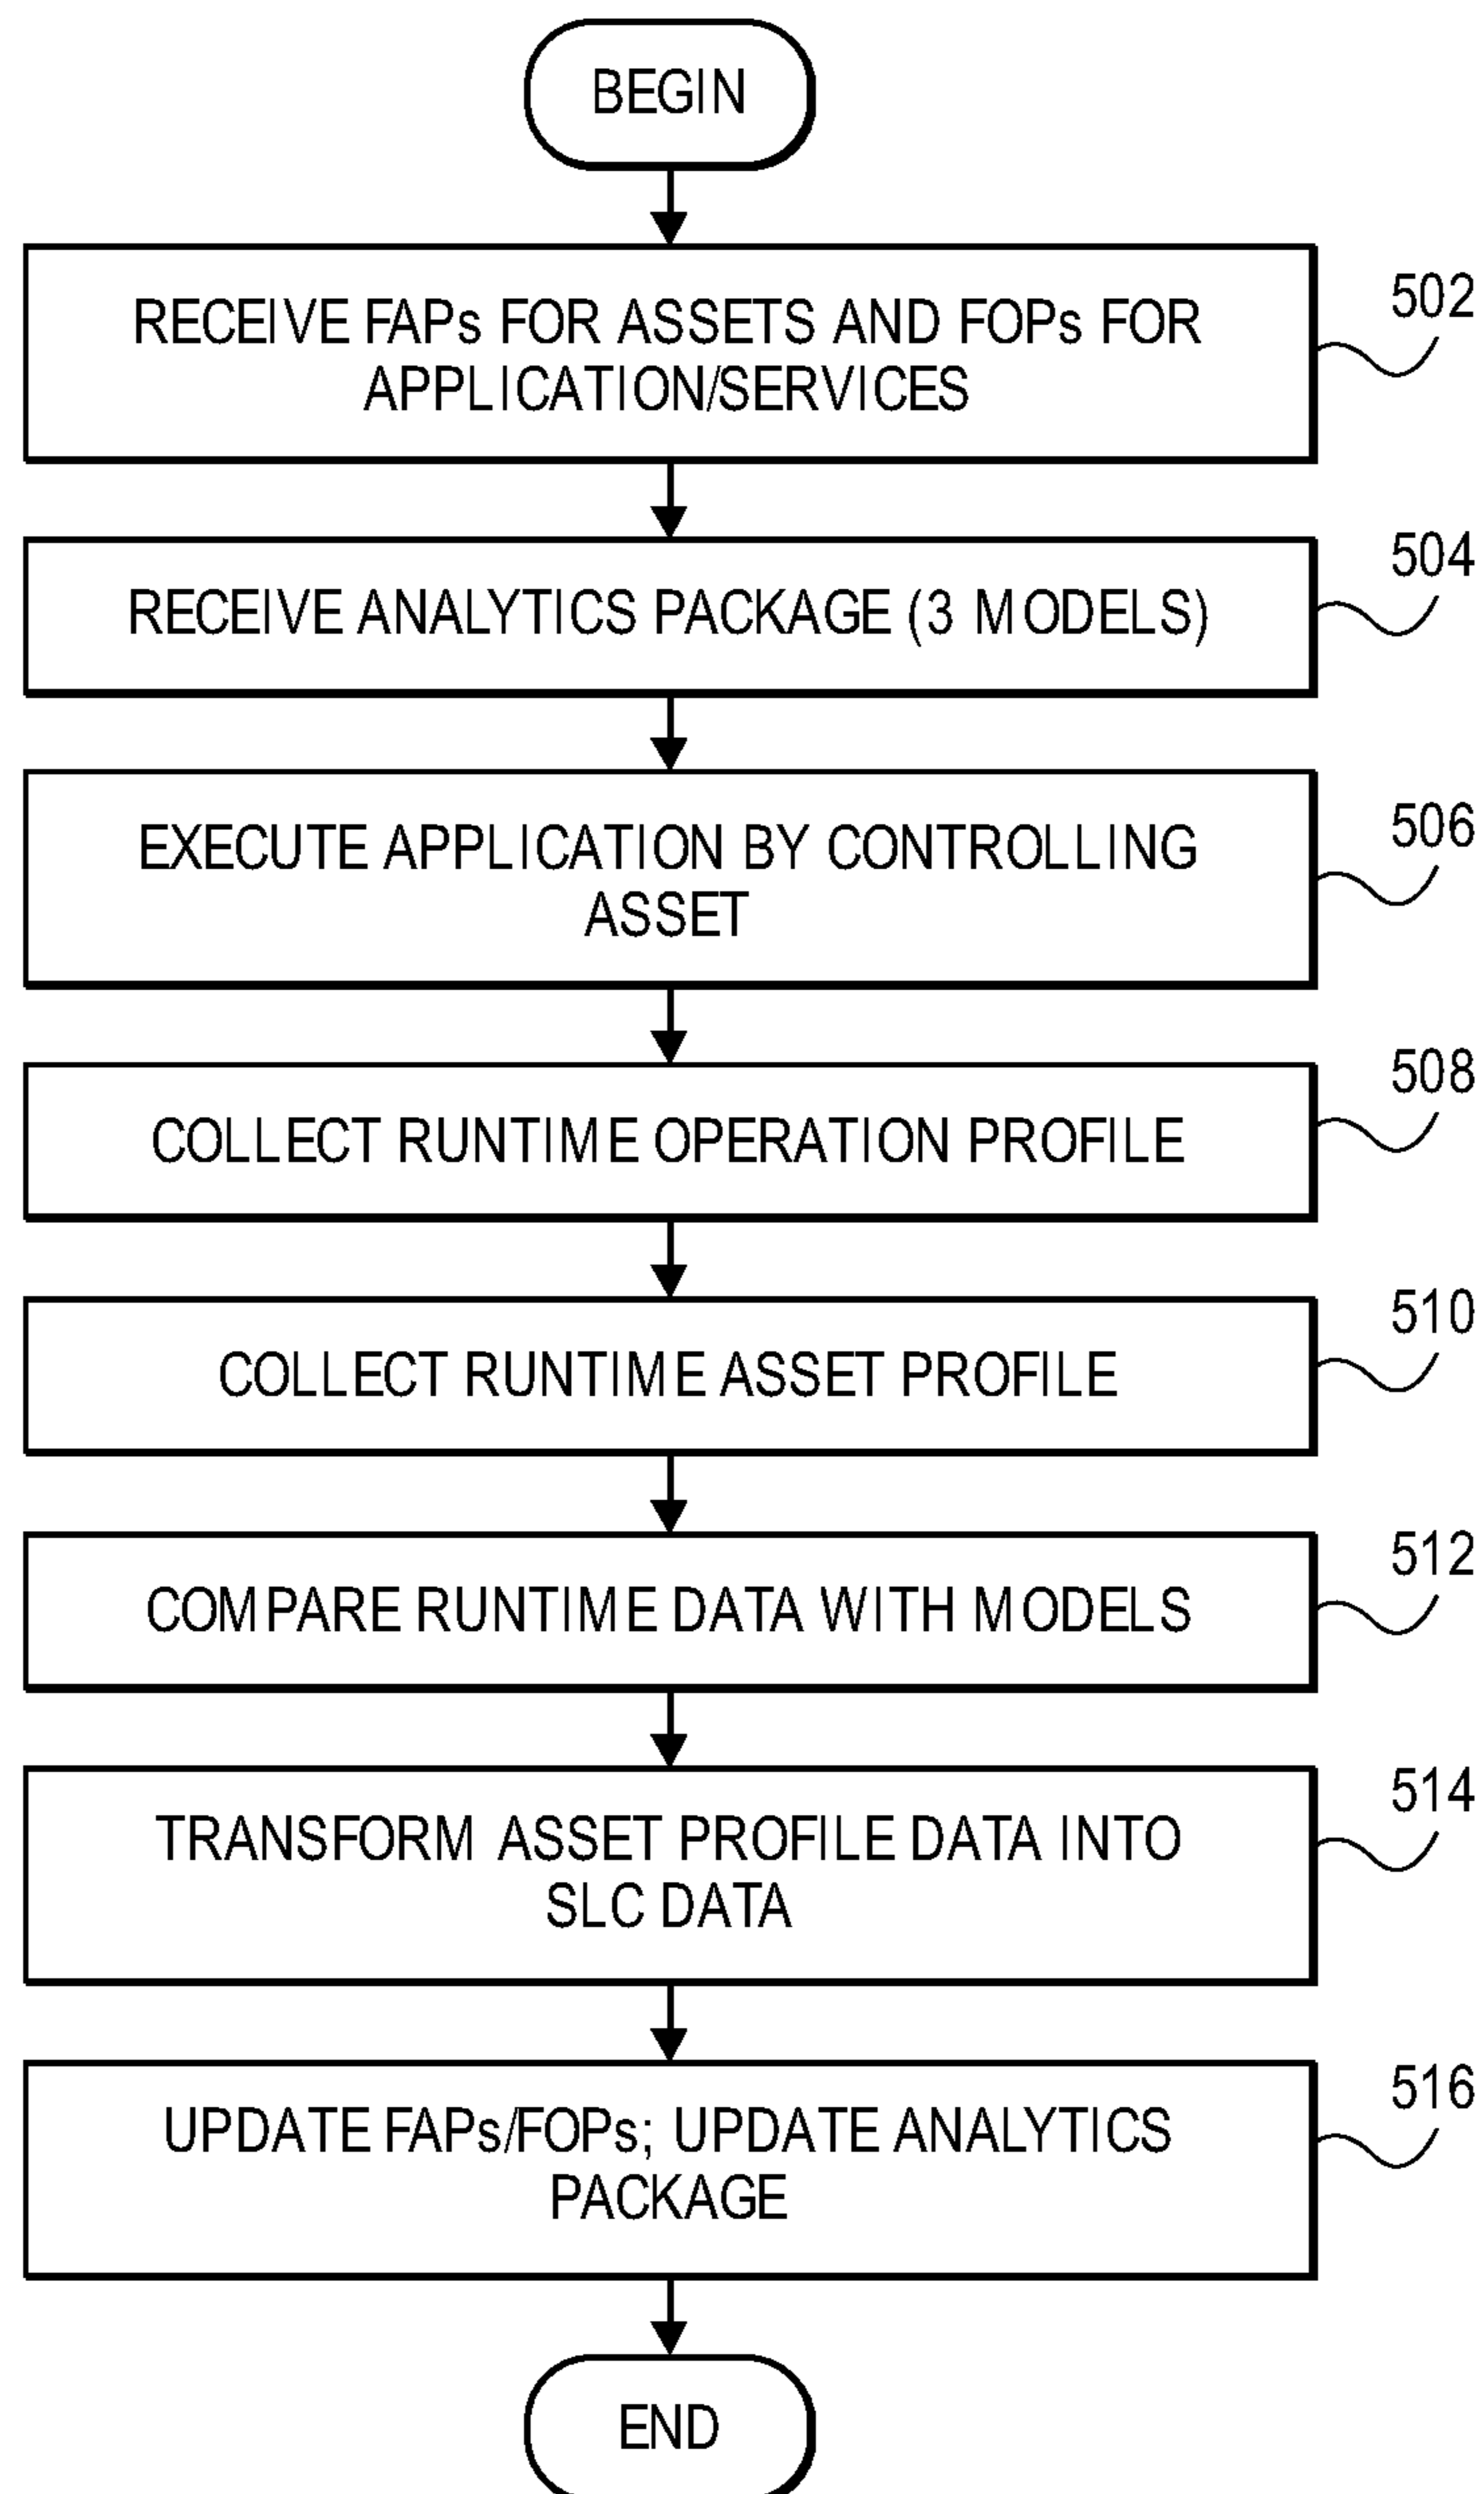 BEGIN
RECEIVE FAPs FOR ASSETS AND FOPs FOR
APPLICATION/SERVICES
502
RECEIVE ANALYTICS PACKAGE (3 MODELS)
504
EXECUTE APPLICATION BY CONTROLLING
ASSET
506
COLLECT RUNTIME OPERATION PROFILE
508
COLLECT RUNTIME ASSET PROFILE
510
COMPARE RUNTIME DATA WITH MODELS
512
TRANSFORM ASSET PROFILE DATA INTO
SLC DATA
514
UPDATE FAPs/FOPs; UPDATE ANALYTICS
PACKAGE
516
END